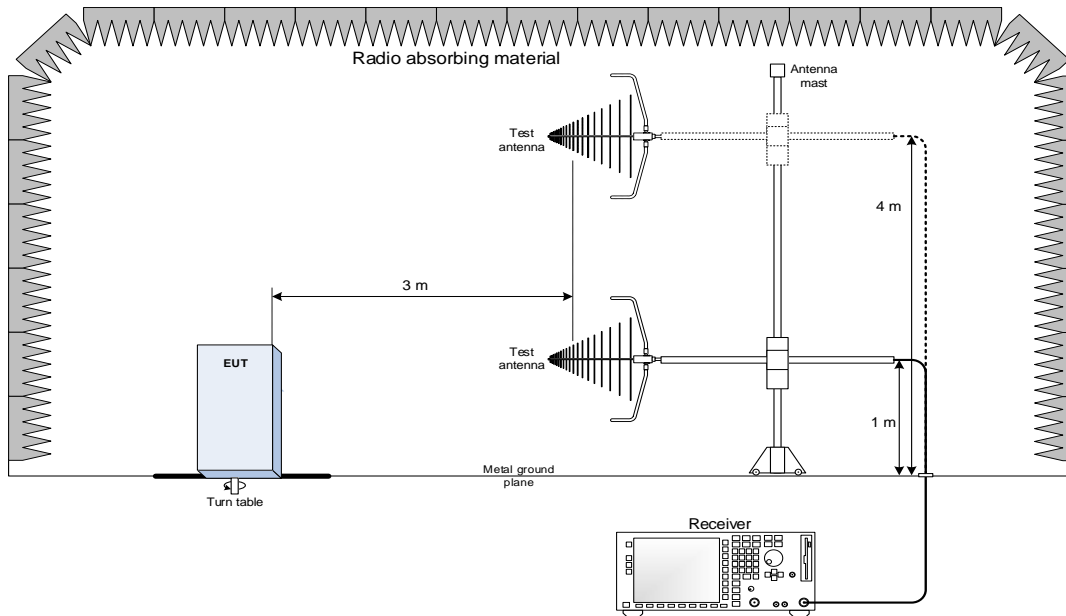 Radio absorbing material
Antenna
mast
Test
antenna
4 m
3 m
Test
antenna
EUT
1 m
Metal ground
plane
Turn table
Receiver